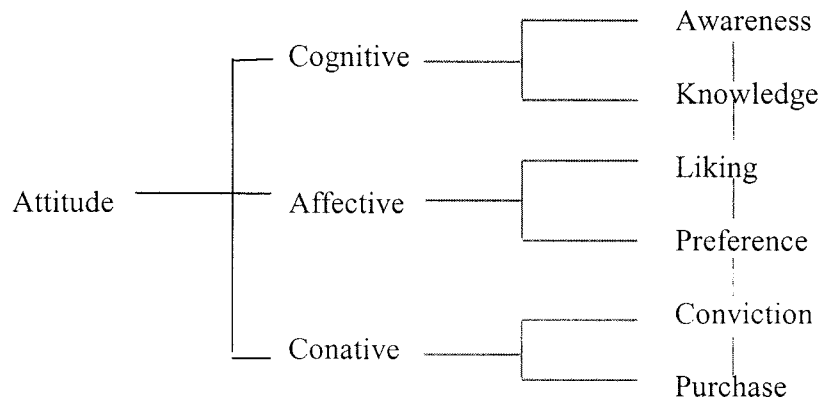 Awareness
Cognitive
Knowledge
Liking
Attitude
Affective
Preference
Conviction
Conative
Purchase